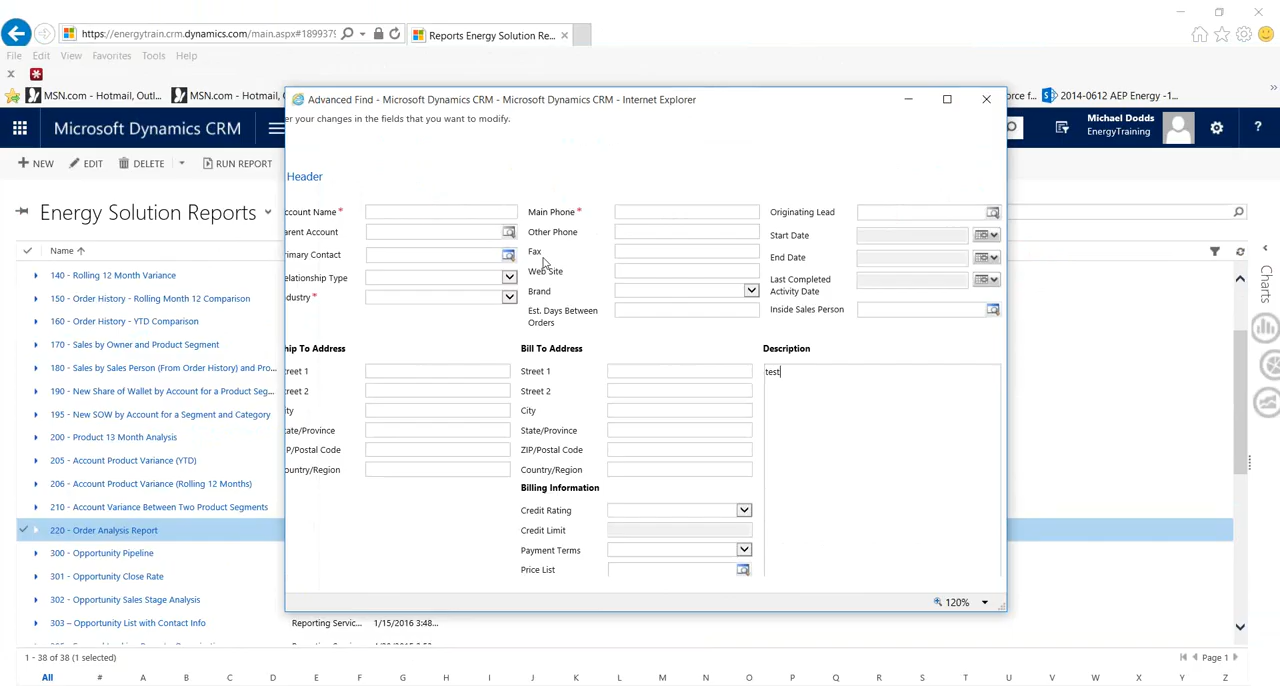 https://energytrain.crm.dynamics.com/main.aspx#1899379
Reports Energy Solution Re...
File Edit View Favorites Tools Help
x
MSN.com - Hotmail, Outl...
MSN.com - Hotmail, O
Advanced Find - Microsoft Dynamics CRM - Microsoft Dynamics CRM - Internet Explorer
rce f...
2014-0612 AEP Energy -1...
Microsoft Dynamics CRM
Michael Dodds
EnergyTraining
?
er your changes in the fields that you want to modify.
NEW EDIT DELETE RUN REPORT
Header
Energy Solution Reports
Name
ccount Name *
Main Phone *
Originating Lead
arent Account
Other Phone
Start Date
rimary Contact
Fax
End Date
elationship Type
Web Site
Last Completed
Activity Date
ndustry *
Brand
Est. Days Between
Orders
Inside Sales Person
hip To Address
Bill To Address
Description
treet 1
Street 1
test
treet 2
Street 2
ity
City
tate/Province
State/Province
IP/Postal Code
ZIP/Postal Code
ountry/Region
Country/Region
Billing Information
Credit Rating
Credit Limit
Payment Terms
Price List
120%
140 - Rolling 12 Month Variance
150 - Order History - Rolling Month 12 Comparison
160 - Order History - YTD Comparison
170 - Sales by Owner and Product Segment
180 - Sales by Sales Person (From Order History) and Pro...
190 - New Share of Wallet by Account for a Product Seg...
195 - New SOW by Account for a Segment and Category
200 - Product 13 Month Analysis
205 - Account Product Variance (YTD)
206 - Account Product Variance (Rolling 12 Months)
210 - Account Variance Between Two Product Segments
220 - Order Analysis Report
300 - Opportunity Pipeline
301 - Opportunity Close Rate
302 - Opportunity Sales Stage Analysis
303 – Opportunity List with Contact Info
Reporting Servic...
1/15/2016 3:48...
Charts
1 - 38 of 38 (1 selected)
Page 1
All # A B C D E F G H I J K L M N O P Q R S T U V W X Y Z